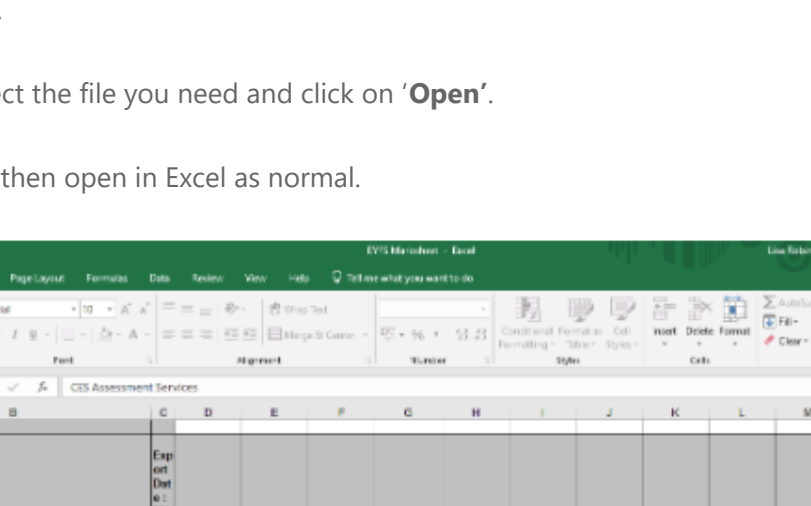 ct the file you need and click on ‘Open’.
then open in Excel as normal.
EYFS Marksheet - Excel
Page Layout Formulas Data Review View Help Tell me what you want to do
10 A A Wrap Text AutoSu
I U A Merge & Center % Conditional Formatting Format as Table Cell Styles Insert Delete Format Fill Clear
Font Alignment Number Styles Cells
fx CES Assessment Services
B C D E F G H I J K L M
Exp
ort
Dat
e :